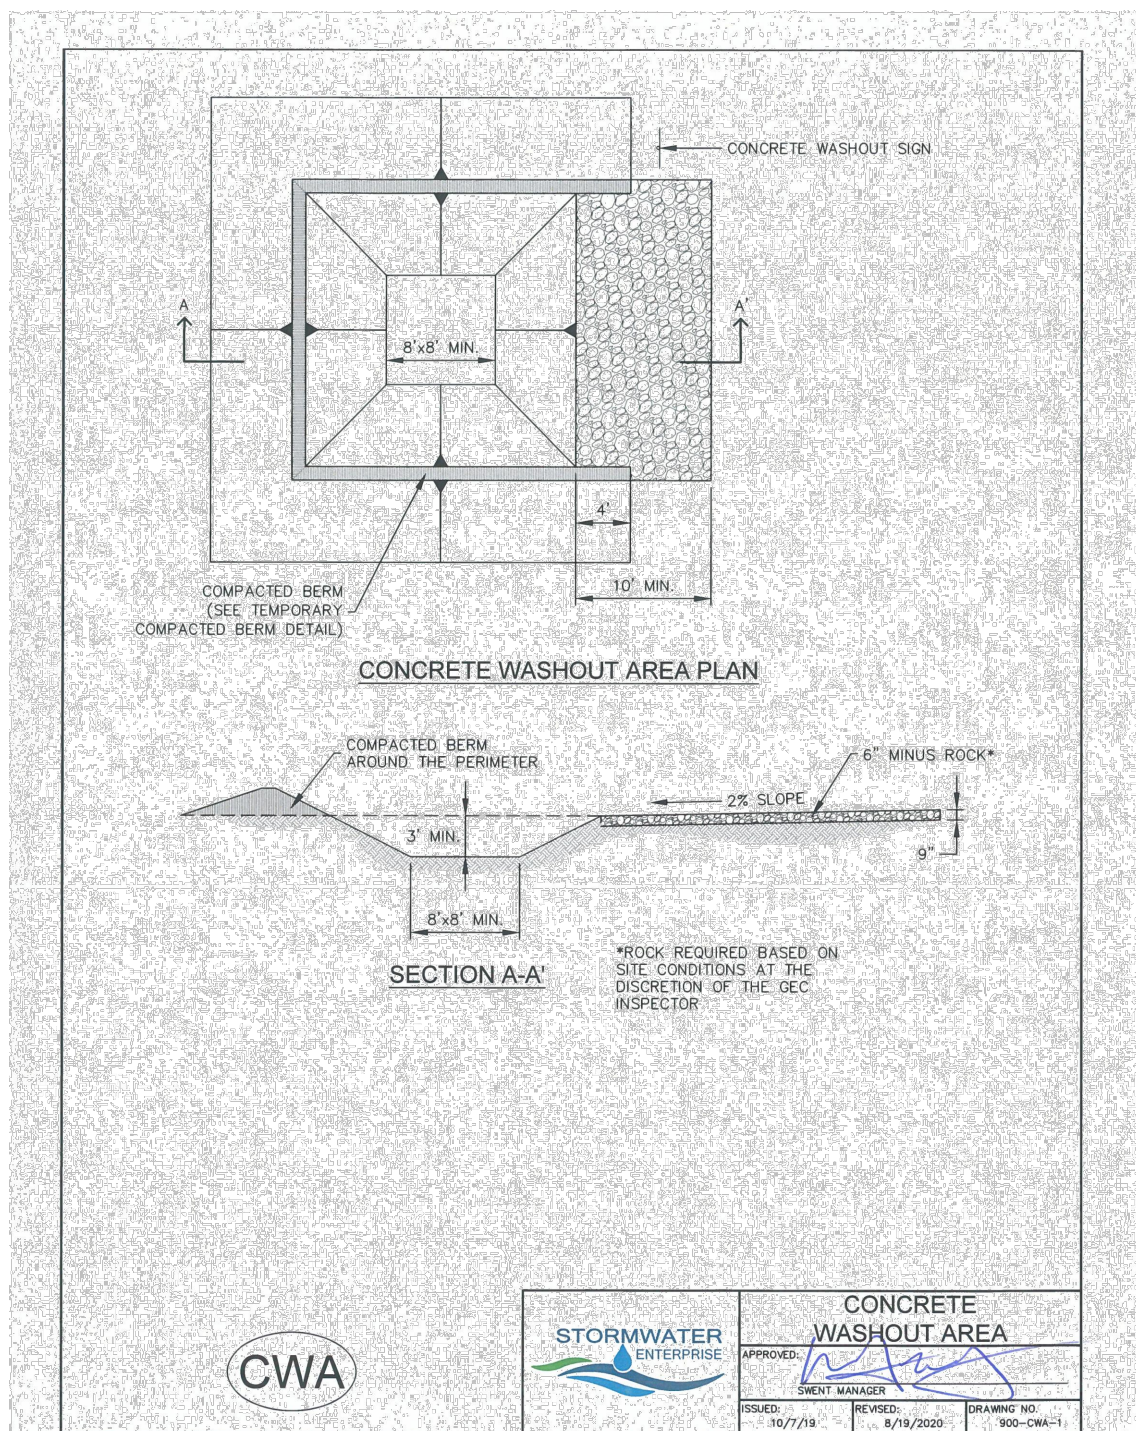 CONCRETE WASHOUT SIGN
A
A'
8'x8' MIN.
4'
10' MIN.
COMPACTED BERM
(SEE TEMPORARY
COMPACTED BERM DETAIL)
CONCRETE WASHOUT AREA PLAN
COMPACTED BERM
AROUND THE PERIMETER
6" MINUS ROCK*
2% SLOPE
3' MIN.
9"
8'x8' MIN.
SECTION A-A'
*ROCK REQUIRED BASED ON
SITE CONDITIONS AT THE
DISCRETION OF THE GEC
INSPECTOR
CWA
STORMWATER
ENTERPRISE
CONCRETE
WASHOUT AREA
APPROVED:
SWENT MANAGER
ISSUED:
10/7/19
REVISED:
8/19/2020
DRAWING NO.
900-CWA-1